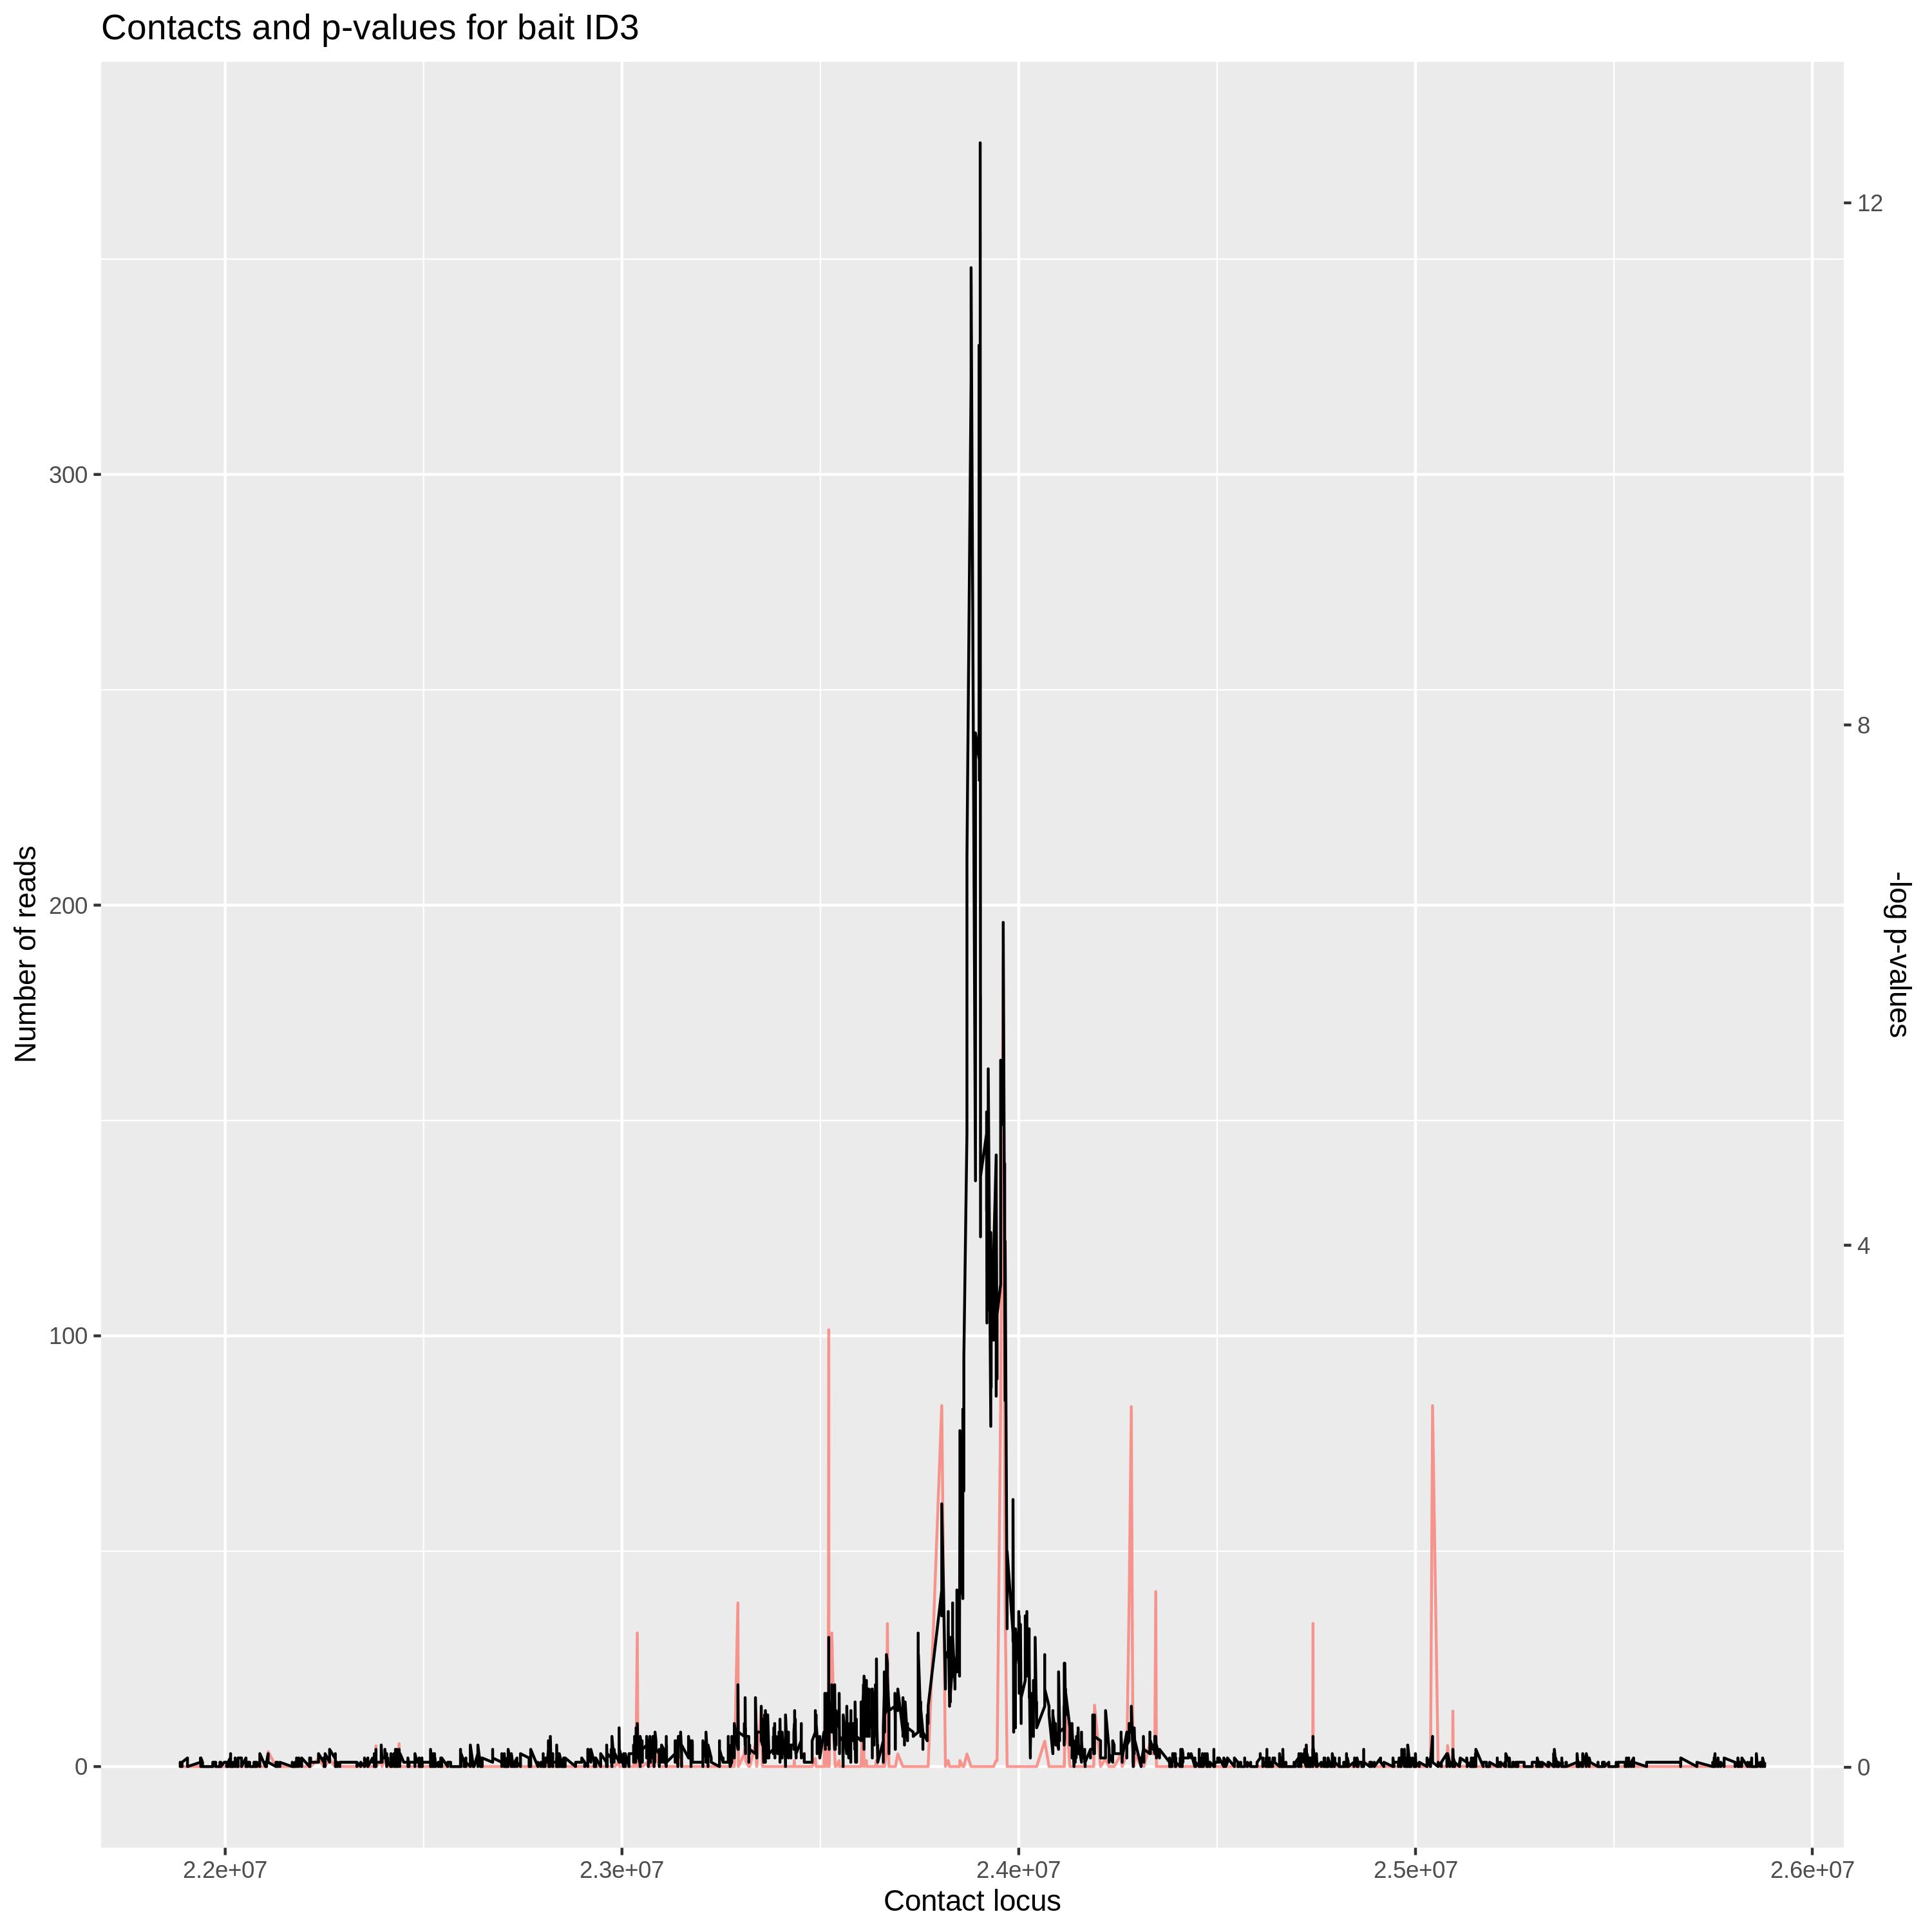 Contacts and p-values for bait ID3
300
200
100
0
12
8
4
0
Number of reads
-log p-values
2.2e+07
2.3e+07
2.4e+07
2.5e+07
2.6e+07
Contact locus